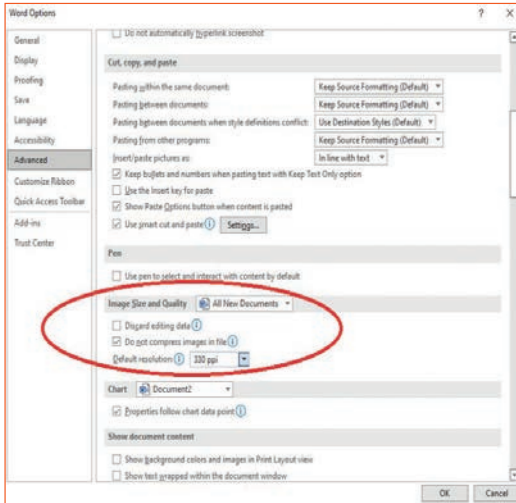 Word Options
?
X
General
Display
Proofing
Save
Language
Accessibility
Advanced
Customize Ribbon
Quick Access Toolbar
Add-ins
Trust Center
Do not automatically hyperlink screenshot
Cut, copy, and paste
Pasting within the same document: Keep Source Formatting (Default)
Pasting between documents: Keep Source Formatting (Default)
Pasting between documents when style definitions conflict: Use Destination Styles (Default)
Pasting from other programs: Keep Source Formatting (Default)
Insert/paste pictures as: In line with text
Keep bullets and numbers when pasting text with Keep Text Only option
Use the Insert key for paste
Show Paste Options button when content is pasted
Use smart cut and paste Settings...
Pen
Use pen to select and interact with content by default
Image Size and Quality All New Documents
Discard editing data
Do not compress images in file
Default resolution 330 ppi
Chart Document2
Properties follow chart data point
Show document content
Show background colors and images in Print Layout view
Show text wrapped within the document window
OK Cancel